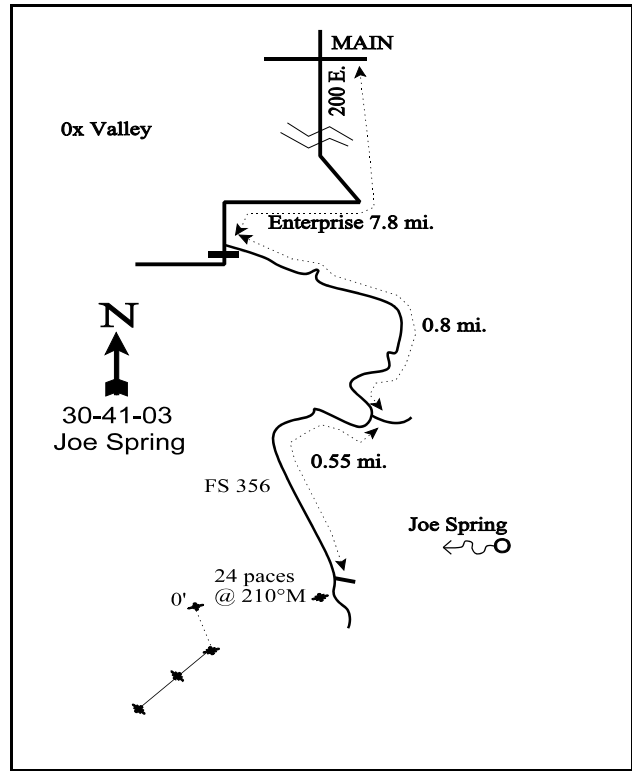 MAIN
200 E.
0x Valley
Enterprise 7.8 mi.
N
0.8 mi.
30-41-03
Joe Spring
0.55 mi.
FS 356
Joe Spring
24 paces
@ 210°M
0'